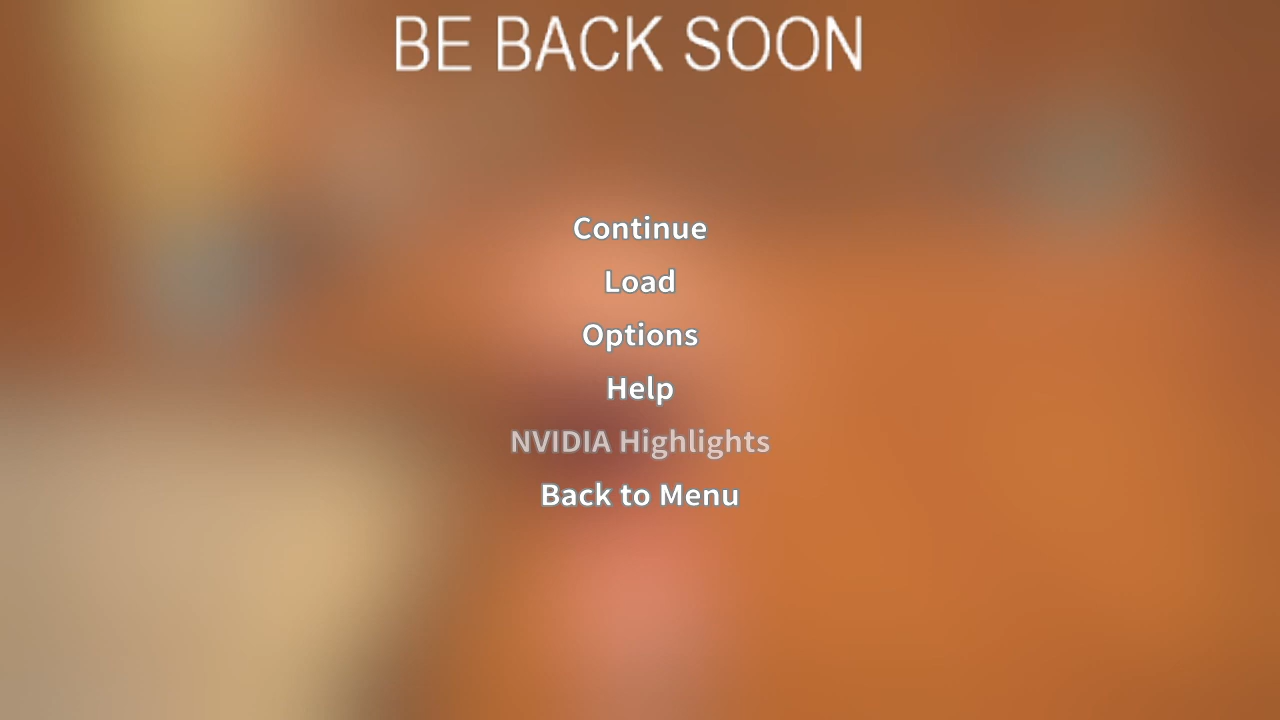 BE BACK SOON
Continue
Load
Options
Help
NVIDIA Highlights
Back to Menu